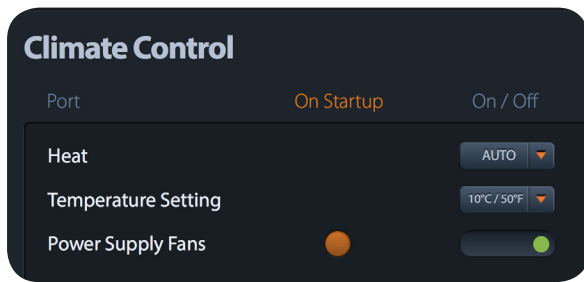 Climate Control
Port On Startup On / Off
Heat AUTO
Temperature Setting 10°C / 50°F
Power Supply Fans